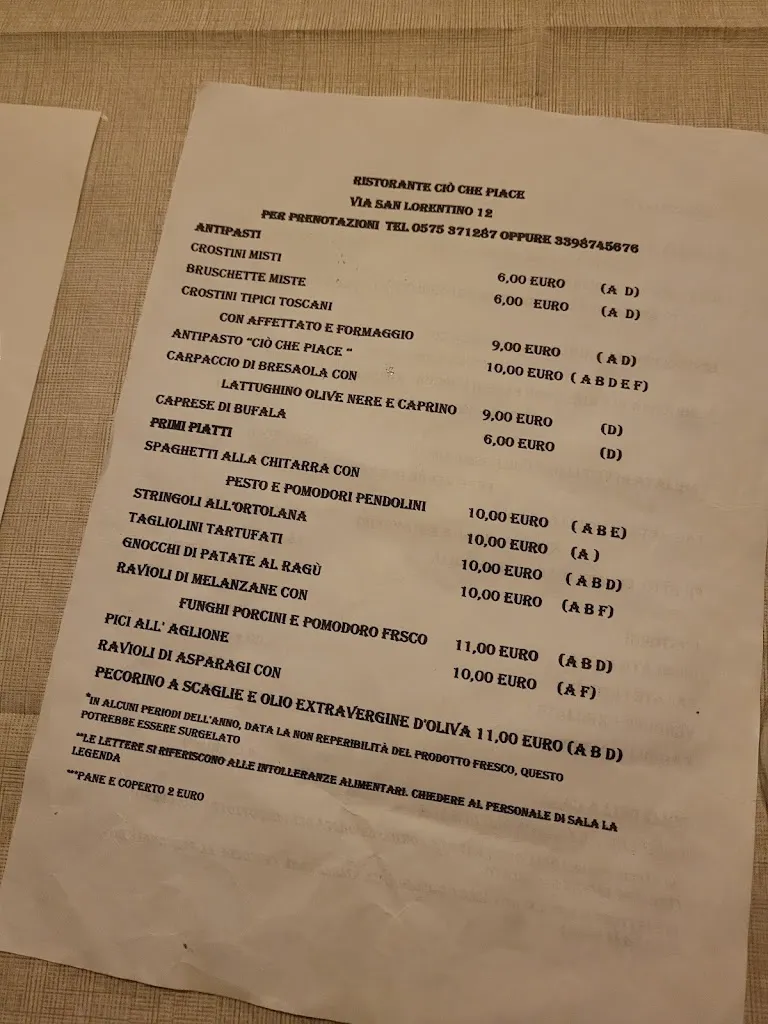 RISTORANTE CIÒ CHE PIACE
VIA SAN LORENTINO 12
PER PRENOTAZIONI TEL 0575 371287 OPPURE 3398745676
ANTIPASTI
CROSTINI MISTI 6,00 EURO (A D)
BRUSCHETTE MISTE 6,00 EURO (A D)
CROSTINI TIPICI TOSCANI
CON AFFETTATO E FORMAGGIO 9,00 EURO (A D)
ANTIPASTO "CIÒ CHE PIACE " 10,00 EURO ( A B D E F)
CARPACCIO DI BRESAOLA CON
LATTUGHINO OLIVE NERE E CAPRINO 9,00 EURO (D)
CAPRESE DI BUFALA 6,00 EURO (D)
PRIMI PIATTI
SPAGHETTI ALLA CHITARRA CON
PESTO E POMODORI PENDOLINI 10,00 EURO ( A B E)
STRINGOLI ALL'ORTOLANA 10,00 EURO (A )
TAGLIOLINI TARTUFATI 10,00 EURO ( A B D)
GNOCCHI DI PATATE AL RAGÙ 10,00 EURO (A B F)
RAVIOLI DI MELANZANE CON
FUNGHI PORCINI E POMODORO FRSCO 11,00 EURO (A B D)
PICI ALL' AGLIONE 10,00 EURO (A F)
RAVIOLI DI ASPARAGI CON
PECORINO A SCAGLIE E OLIO EXTRAVERGINE D'OLIVA 11,00 EURO (A B D)
*IN ALCUNI PERIODI DELL'ANNO, DATA LA NON REPERIBILITÀ DEL PRODOTTO FRESCO, QUESTO
POTREBBE ESSERE SURGELATO
**LE LETTERE SI RIFERISCONO ALLE INTOLLERANZE ALIMENTARI. CHIEDERE AL PERSONALE DI SALA LA
LEGENDA
***PANE E COPERTO 2 EURO